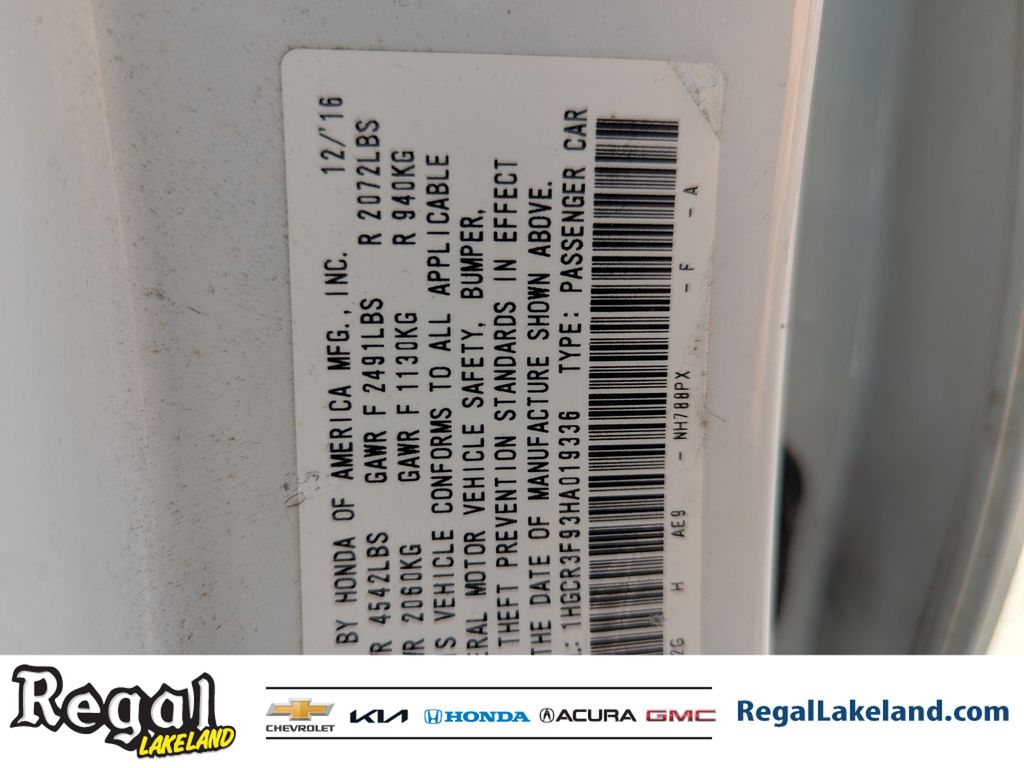 BY HONDA OF AMERICA MFG., INC. 12/'16
4542LBS GAWR F 2491LBS R 2072LBS
2060KG GAWR F 1130KG R 940KG
VEHICLE CONFORMS TO ALL APPLICABLE
MOTOR VEHICLE SAFETY, BUMPER,
THEFT PREVENTION STANDARDS IN EFFECT
THE DATE OF MANUFACTURE SHOWN ABOVE.
1HGCR3F93HA019336 TYPE: PASSENGER CAR
H AE9 - NH788PX - F - A
Regal
LAKELAND
CHEVROLET KIA HONDA ACURA GMC
RegalLakeland.com